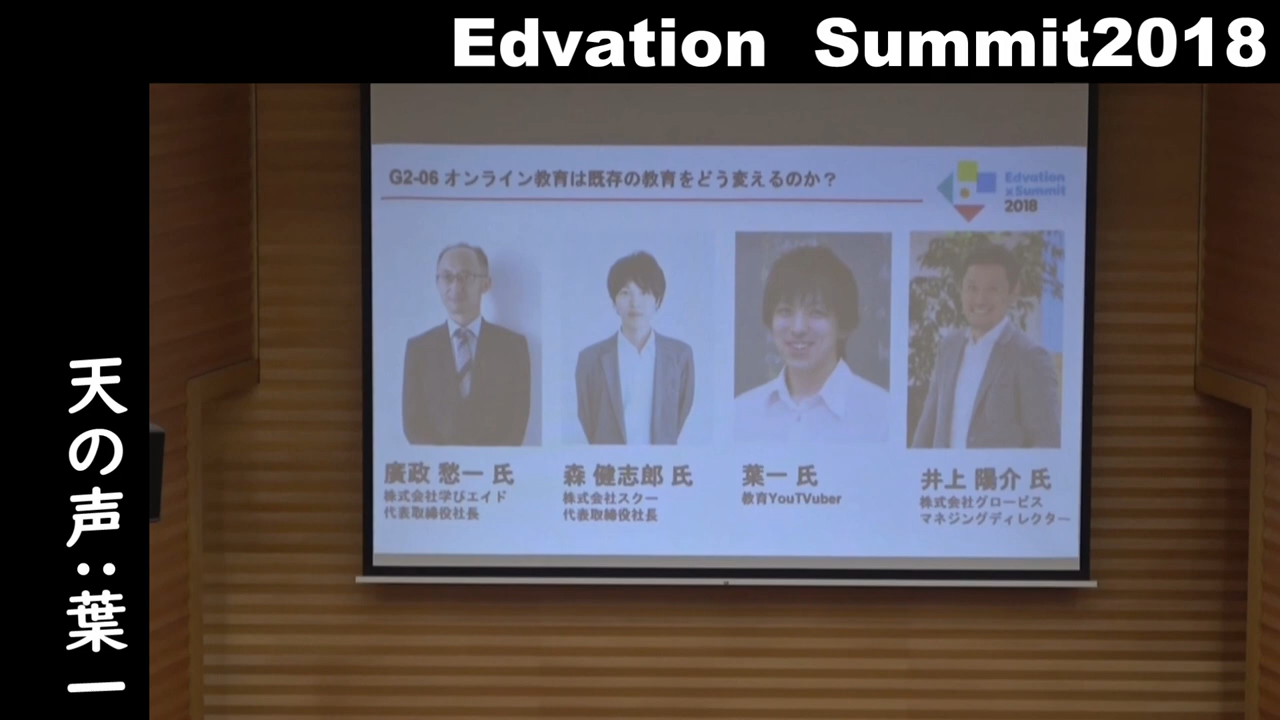 Edvation Summit2018
G2-06 オンライン教育は既存の教育をどう変えるのか？
Edvation
xSummit
2018
廣政 愁一 氏
株式会社学びエイド
代表取締役社長
森 健志郎 氏
株式会社スクー
代表取締役社長
葉一 氏
教育YouTVuber
井上 陽介 氏
株式会社グロービス
マネジングディレクター
天の声：葉一